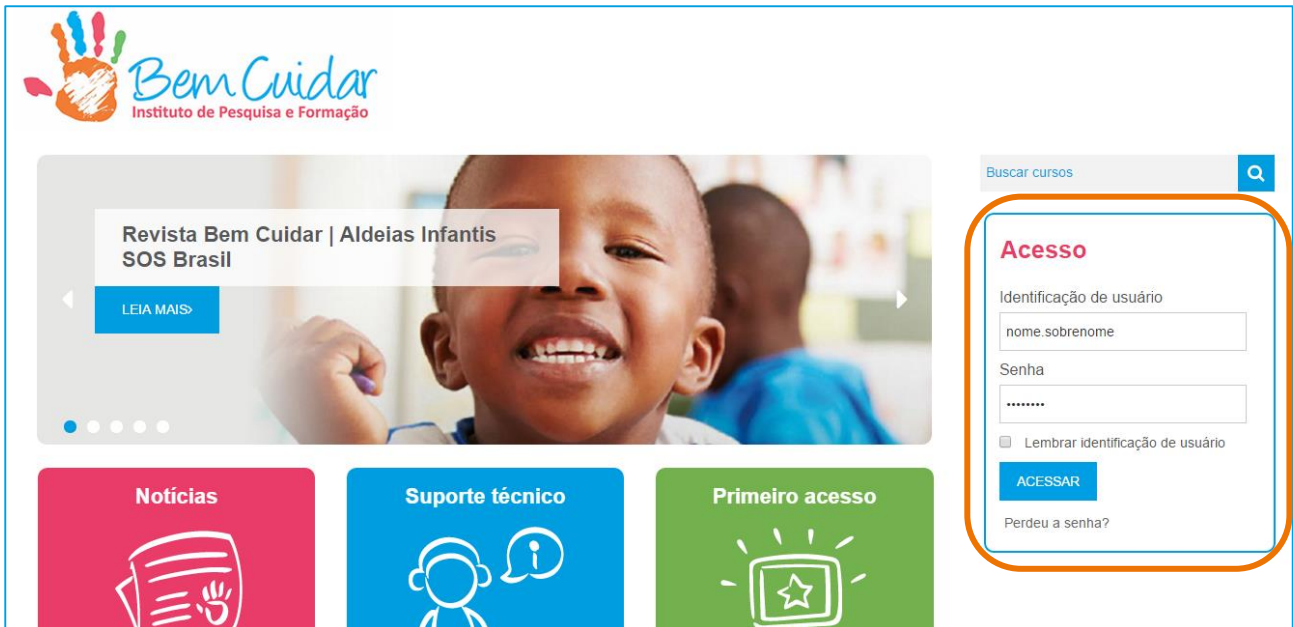 Bem Cuidar
Instituto de Pesquisa e Formação
Buscar cursos
Revista Bem Cuidar | Aldeias Infantis
SOS Brasil
LEIA MAIS›
Acesso
Identificação de usuário
nome.sobrenome
Senha
••••••••
Lembrar identificação de usuário
ACESSAR
Perdeu a senha?
Notícias
Suporte técnico
Primeiro acesso